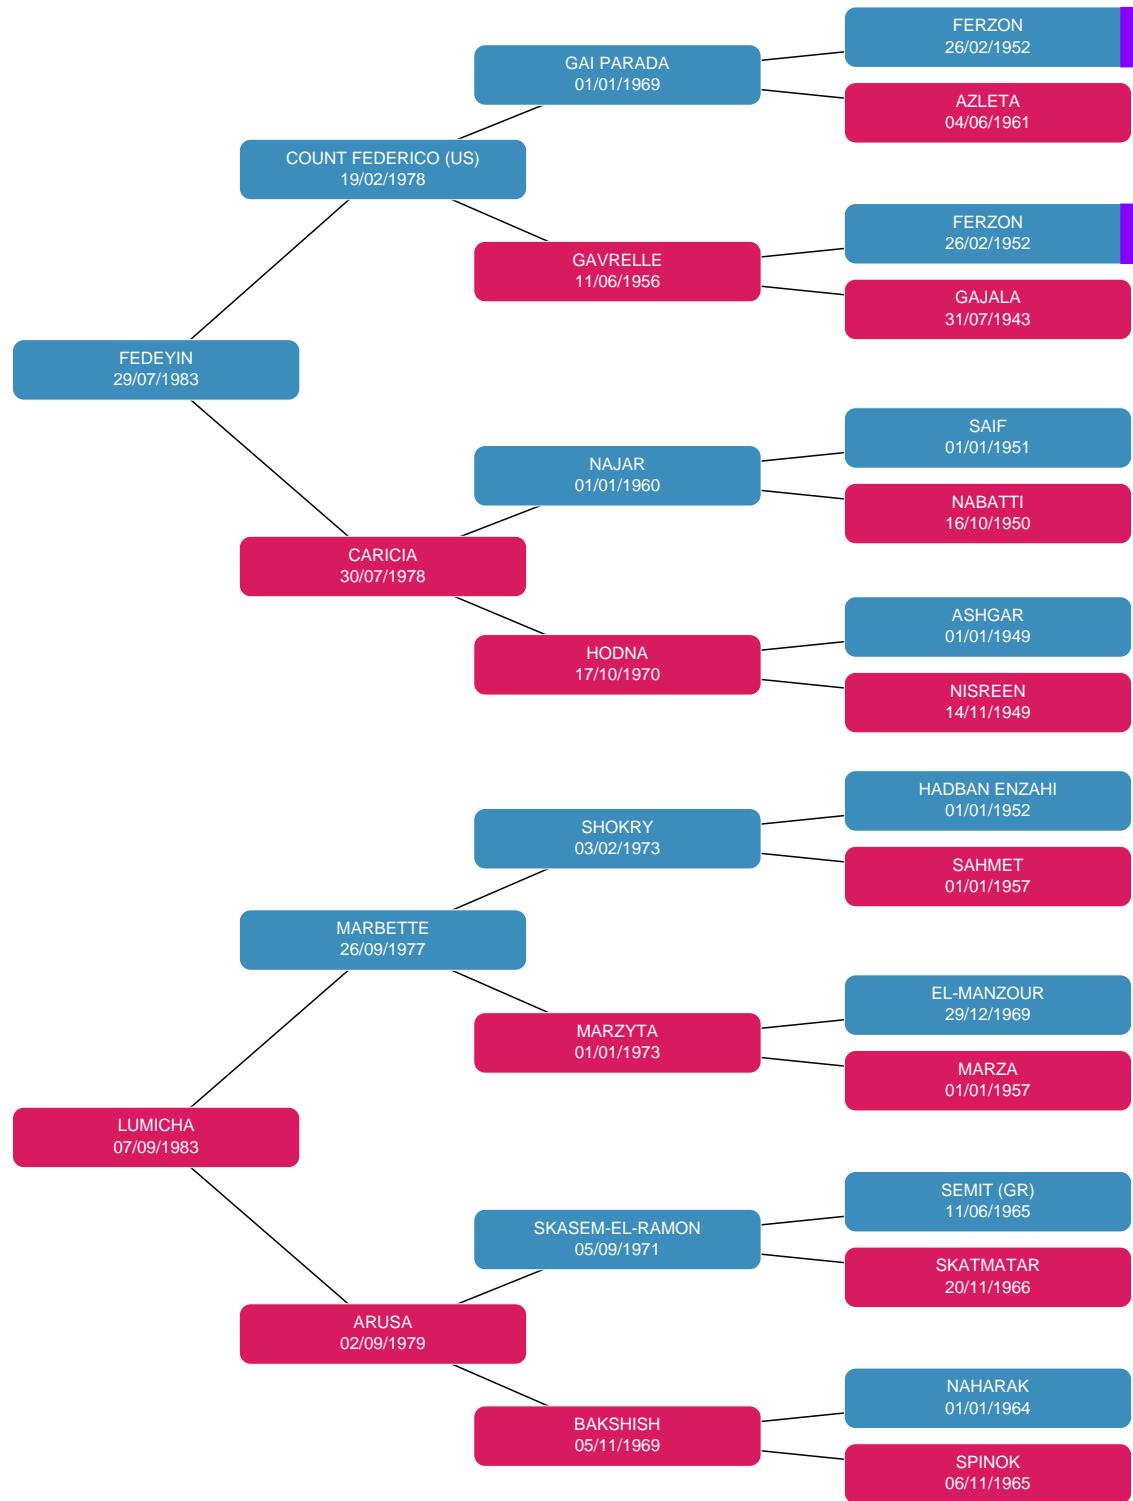 FERZON
26/02/1952
GAI PARADA
01/01/1969
AZLETA
04/06/1961
COUNT FEDERICO (US)
19/02/1978
FERZON
26/02/1952
GAVRELLE
11/06/1956
GAJALA
31/07/1943
FEDEYIN
29/07/1983
SAIF
01/01/1951
NAJAR
01/01/1960
NABATTI
16/10/1950
CARICIA
30/07/1978
ASHGAR
01/01/1949
HODNA
17/10/1970
NISREEN
14/11/1949
HADBAN ENZAHI
01/01/1952
SHOKRY
03/02/1973
SAHMET
01/01/1957
MARBETTE
26/09/1977
EL-MANZOUR
29/12/1969
MARZYTA
01/01/1973
MARZA
01/01/1957
LUMICHA
07/09/1983
SEMIT (GR)
11/06/1965
SKASEM-EL-RAMON
05/09/1971
SKATMATAR
20/11/1966
ARUSA
02/09/1979
NAHARAK
01/01/1964
BAKSHISH
05/11/1969
SPINOK
06/11/1965